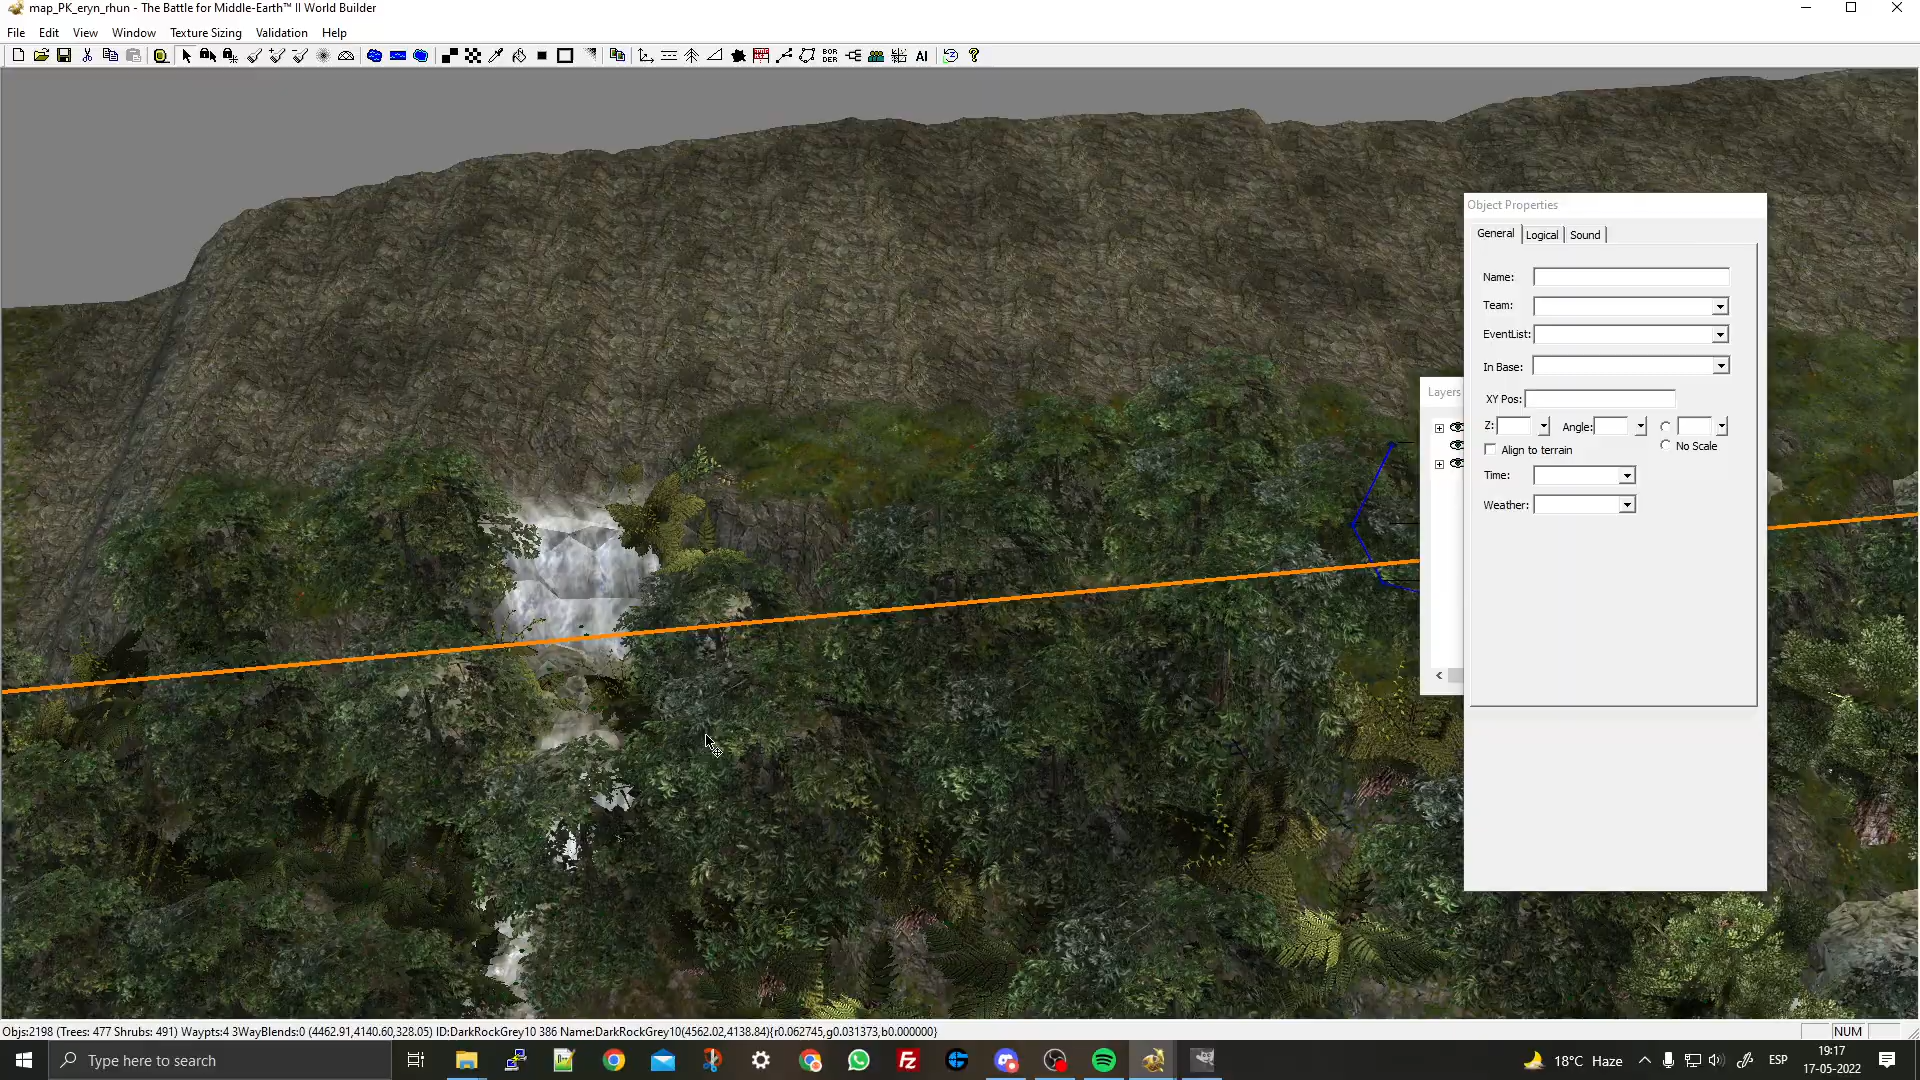 map_PK_eryn_rhun - The Battle for Middle-Earth™ II World Builder
File Edit View Window Texture Sizing Validation Help
BOR DER
AI
Object Properties
General Logical Sound
Name:
Team:
EventList:
In Base:
XY Pos:
Z: Angle:
No Scale
Align to terrain
Time:
Weather:
Layers
Objs:2198 (Trees: 477 Shrubs: 491) Waypts:4 3WayBlends:0 (4462.91,4140.60,328.05) ID:DarkRockGrey10 386 Name:DarkRockGrey10(4562.02,4138.84){r0.062745,g0.031373,b0.000000}
NUM
Type here to search
18°C Haze
ESP
19:17
17-05-2022